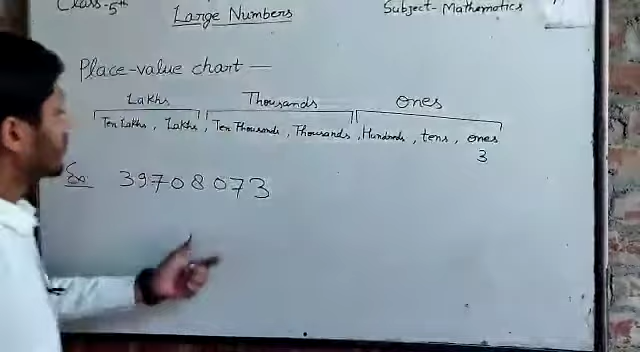 Class-5th Large Numbers Subject- Mathematics
Place-value chart —
Lakhs Thousands Ones
Ten Lakhs, Lakhs, Ten Thousands, Thousands, Hundreds, tens, ones
3
Ex: 39708073